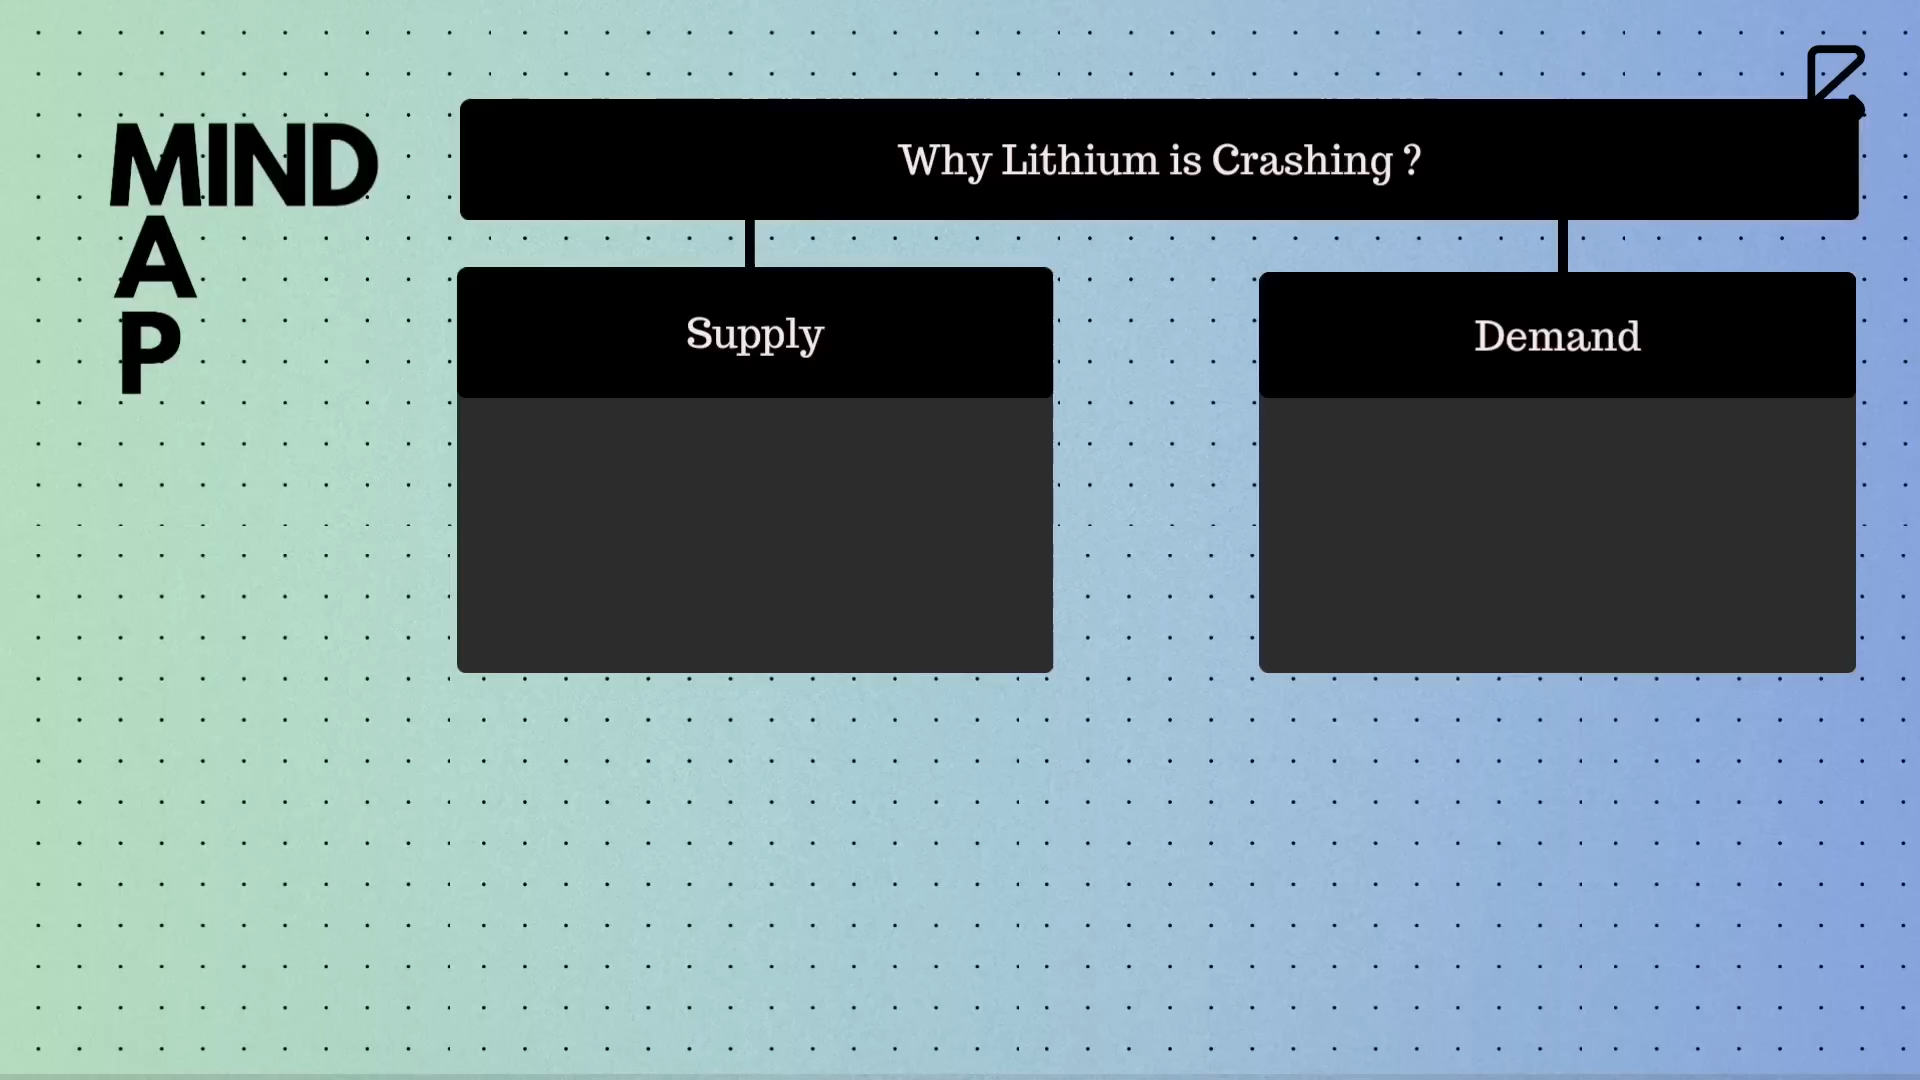 MIND
A
P
Why Lithium is Crashing ?
Supply
Demand